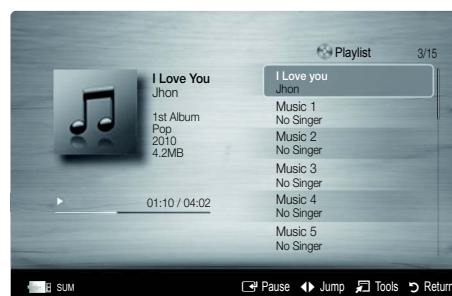 Playlist 3/15
I Love You
Jhon
1st Album
Pop
2010
4.2MB
01:10 / 04:02
I Love you
Jhon
Music 1
No Singer
Music 2
No Singer
Music 3
No Singer
Music 4
No Singer
Music 5
No Singer
SUM
Pause Jump Tools Return